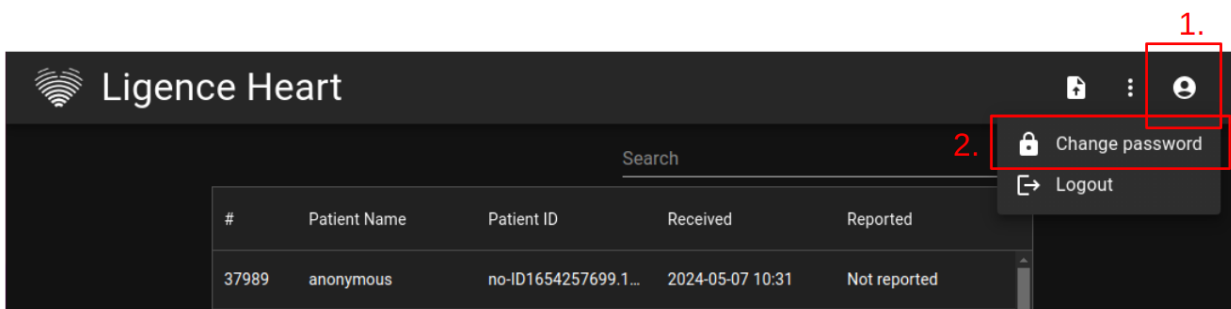 1.
Ligence Heart
2.
Change password
Search
Logout
# Patient Name Patient ID Received Reported
37989 anonymous no-ID1654257699.1... 2024-05-07 10:31 Not reported